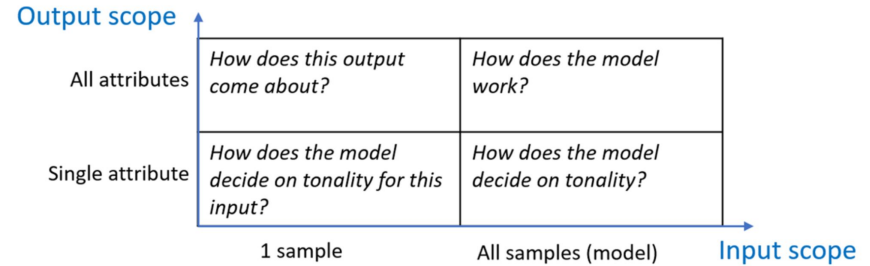 Output scope
All attributes
How does this output
come about?
How does the model
work?
Single attribute
How does the model
decide on tonality for this
input?
How does the model
decide on tonality?
1 sample
All samples (model)
Input scope